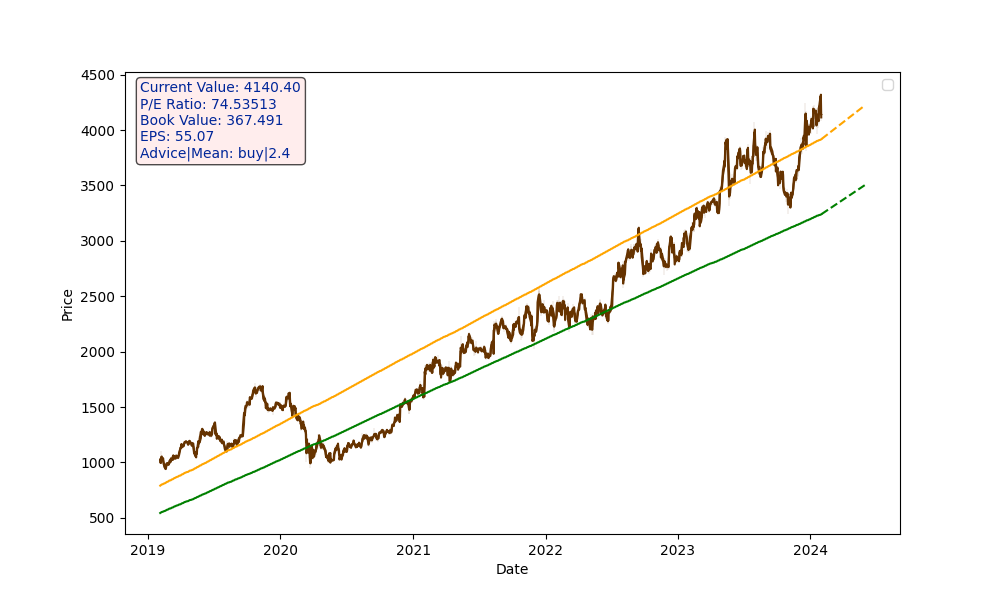 Current Value: 4140.40
P/E Ratio: 74.53513
Book Value: 367.491
EPS: 55.07
Advice|Mean: buy|2.4
4500
4000
3500
3000
2500
2000
1500
1000
500
Price
2019
2020
2021
2022
2023
2024
Date